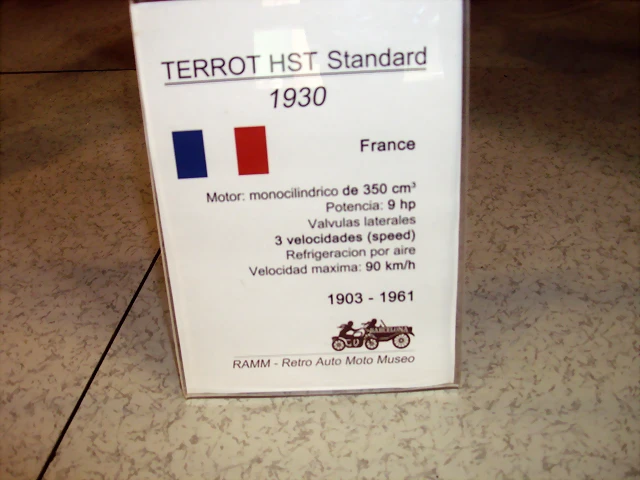 TERROT HST Standard
1930
France
Motor: monocilindrico de 350 cm³
Potencia: 9 hp
Valvulas laterales
3 velocidades (speed)
Refrigeracion por aire
Velocidad maxima: 90 km/h
1903 - 1961
BARCELONA
RAMM - Retro Auto Moto Museo